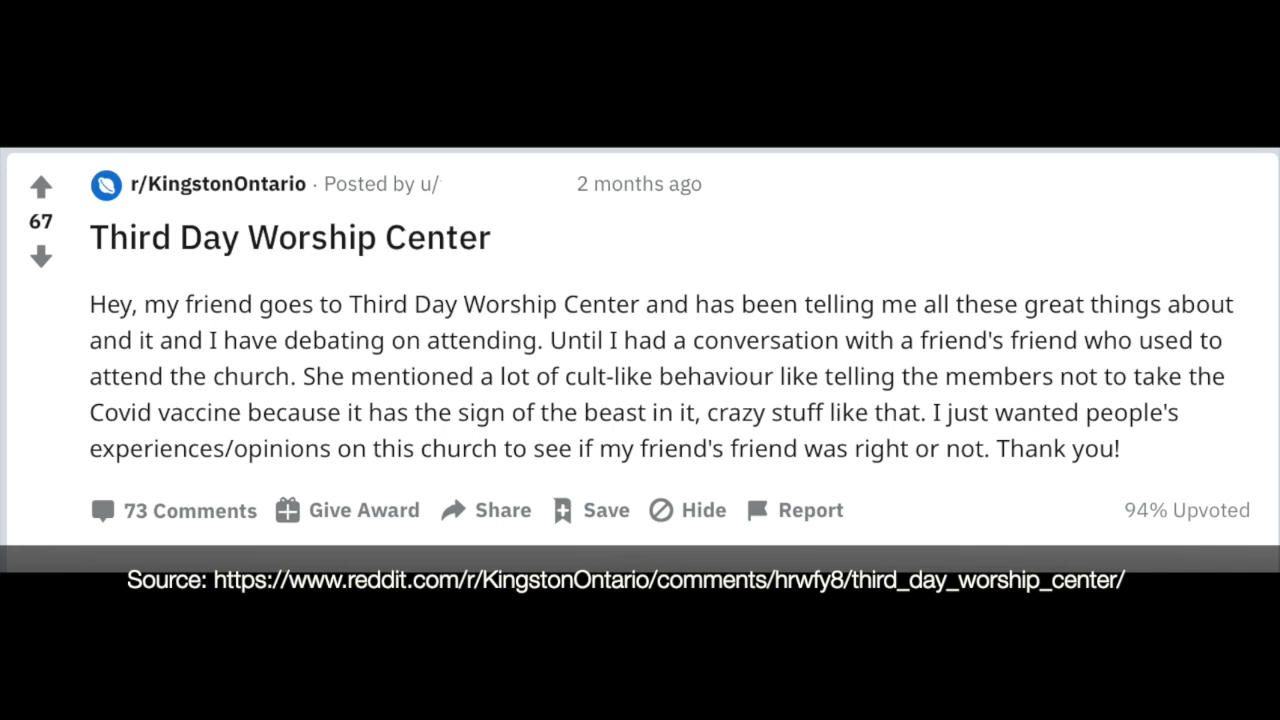 r/KingstonOntario · Posted by u/ 2 months ago
67
Third Day Worship Center
Hey, my friend goes to Third Day Worship Center and has been telling me all these great things about
and it and I have debating on attending. Until I had a conversation with a friend's friend who used to
attend the church. She mentioned a lot of cult-like behaviour like telling the members not to take the
Covid vaccine because it has the sign of the beast in it, crazy stuff like that. I just wanted people's
experiences/opinions on this church to see if my friend's friend was right or not. Thank you!
73 Comments Give Award Share Save Hide Report 94% Upvoted
Source: https://www.reddit.com/r/KingstonOntario/comments/hrwfy8/third_day_worship_center/